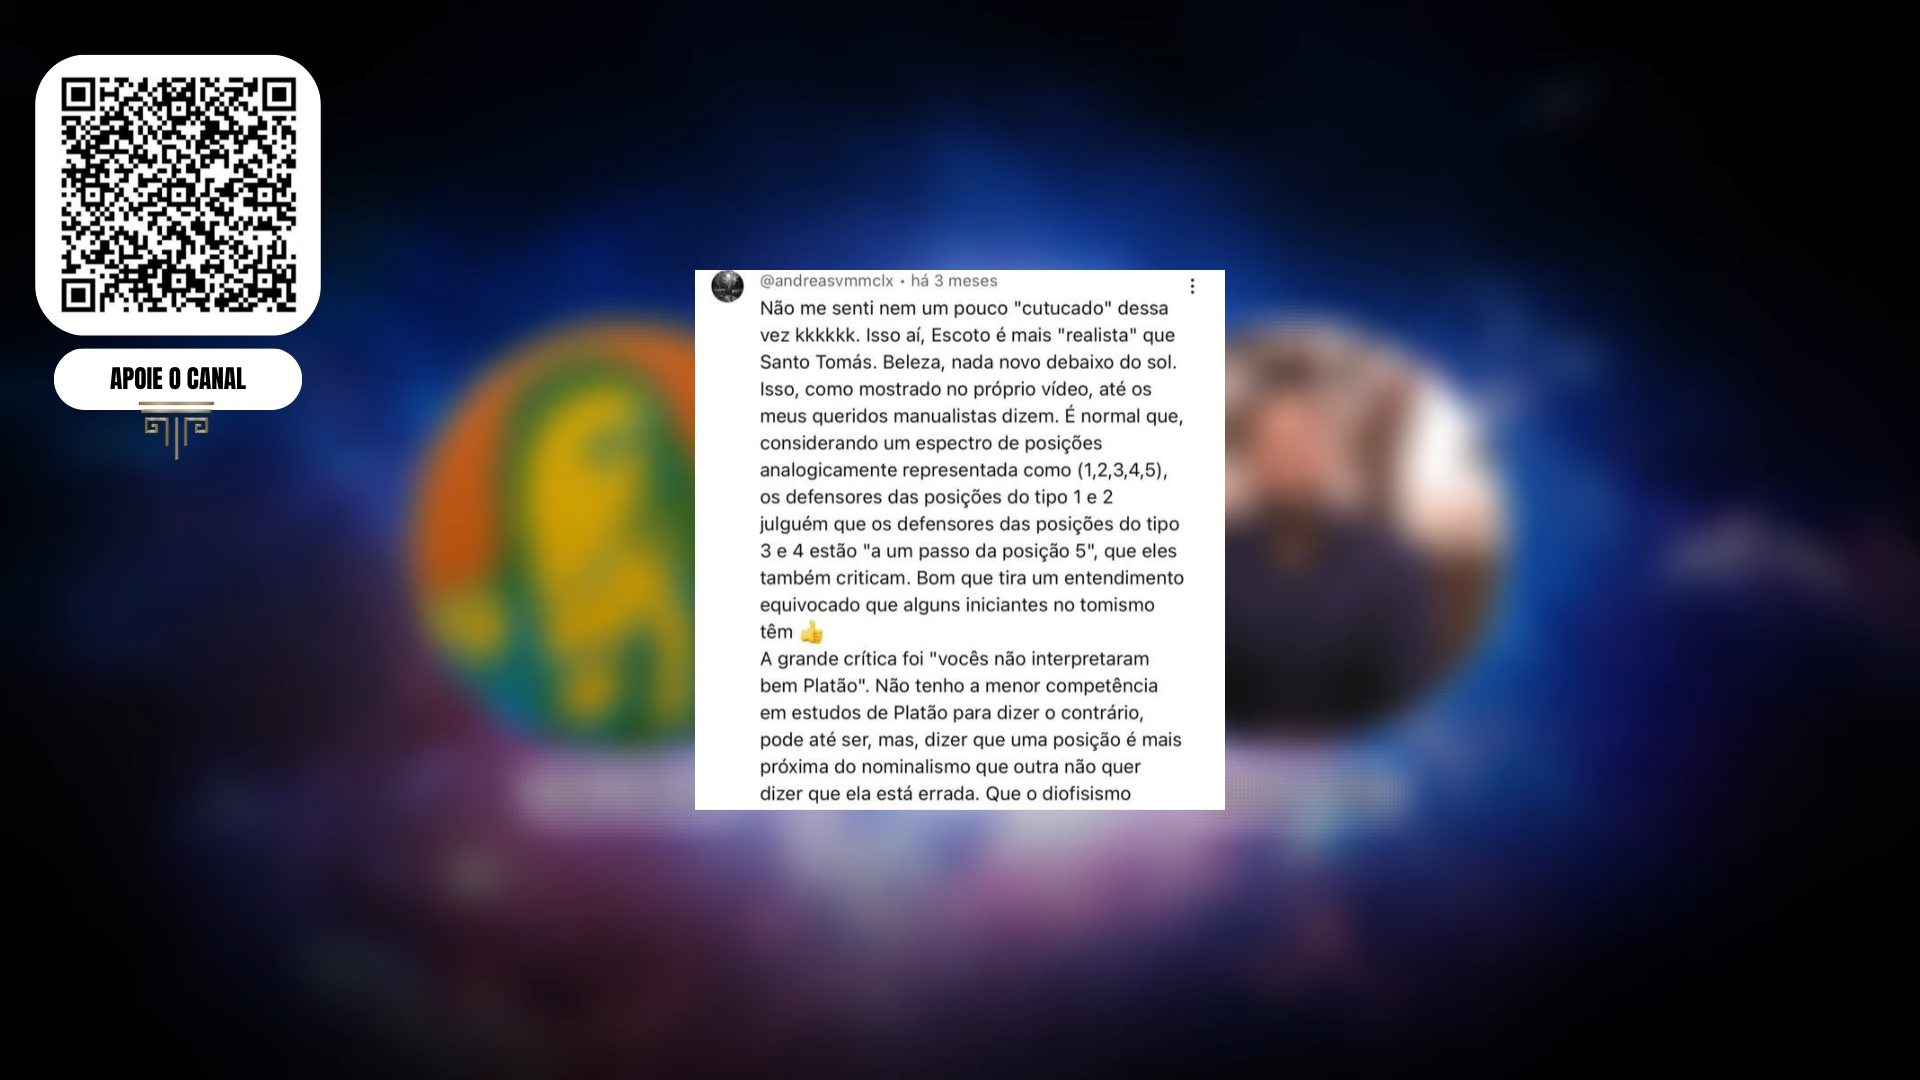 APOIE O CANAL
@andreasvmmclx • há 3 meses
Não me senti nem um pouco "cutucado" dessa
vez kkkkkk. Isso aí, Escoto é mais "realista" que
Santo Tomás. Beleza, nada novo debaixo do sol.
Isso, como mostrado no próprio vídeo, até os
meus queridos manualistas dizem. É normal que,
considerando um espectro de posições
analogicamente representada como (1,2,3,4,5),
os defensores das posições do tipo 1 e 2
julguém que os defensores das posições do tipo
3 e 4 estão "a um passo da posição 5", que eles
também criticam. Bom que tira um entendimento
equivocado que alguns iniciantes no tomismo
têm 👍
A grande crítica foi "vocês não interpretaram
bem Platão". Não tenho a menor competência
em estudos de Platão para dizer o contrário,
pode até ser, mas, dizer que uma posição é mais
próxima do nominalismo que outra não quer
dizer que ela está errada. Que o diofisismo